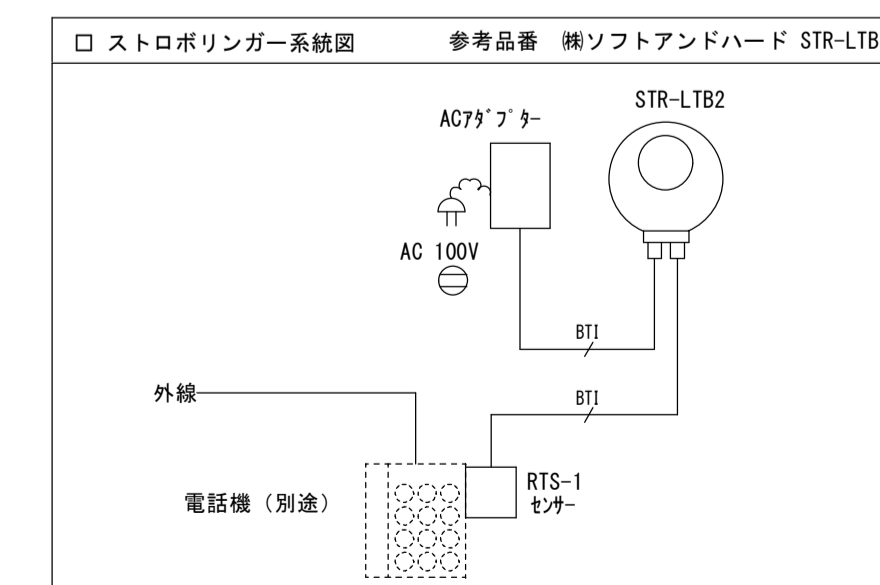 □ ストロボリンガー系統図 参考品番 ㈱ソフトアンドハード STR-LTB
STR-LTB2
ACｱﾀﾞﾌﾟﾀｰ
AC 100V
BTI
BTI
外線
RTS-1
ｾﾝｻｰ
電話機（別途）